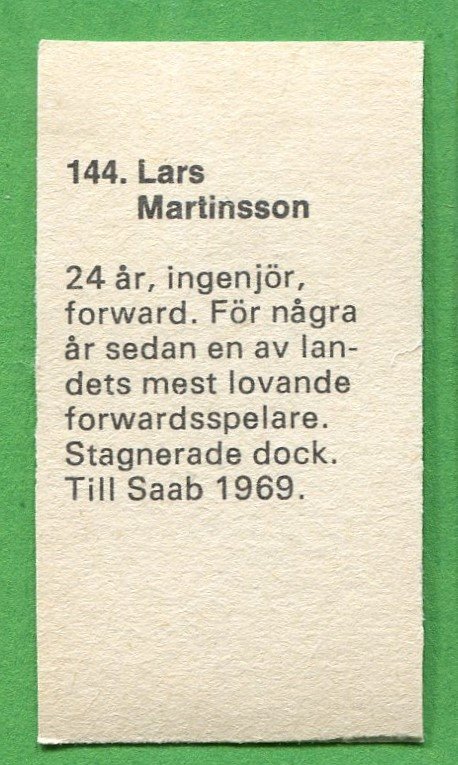 144. Lars
Martinsson
24 år, ingenjör,
forward. För några
år sedan en av lan-
dets mest lovande
forwardsspelare.
Stagnerade dock.
Till Saab 1969.